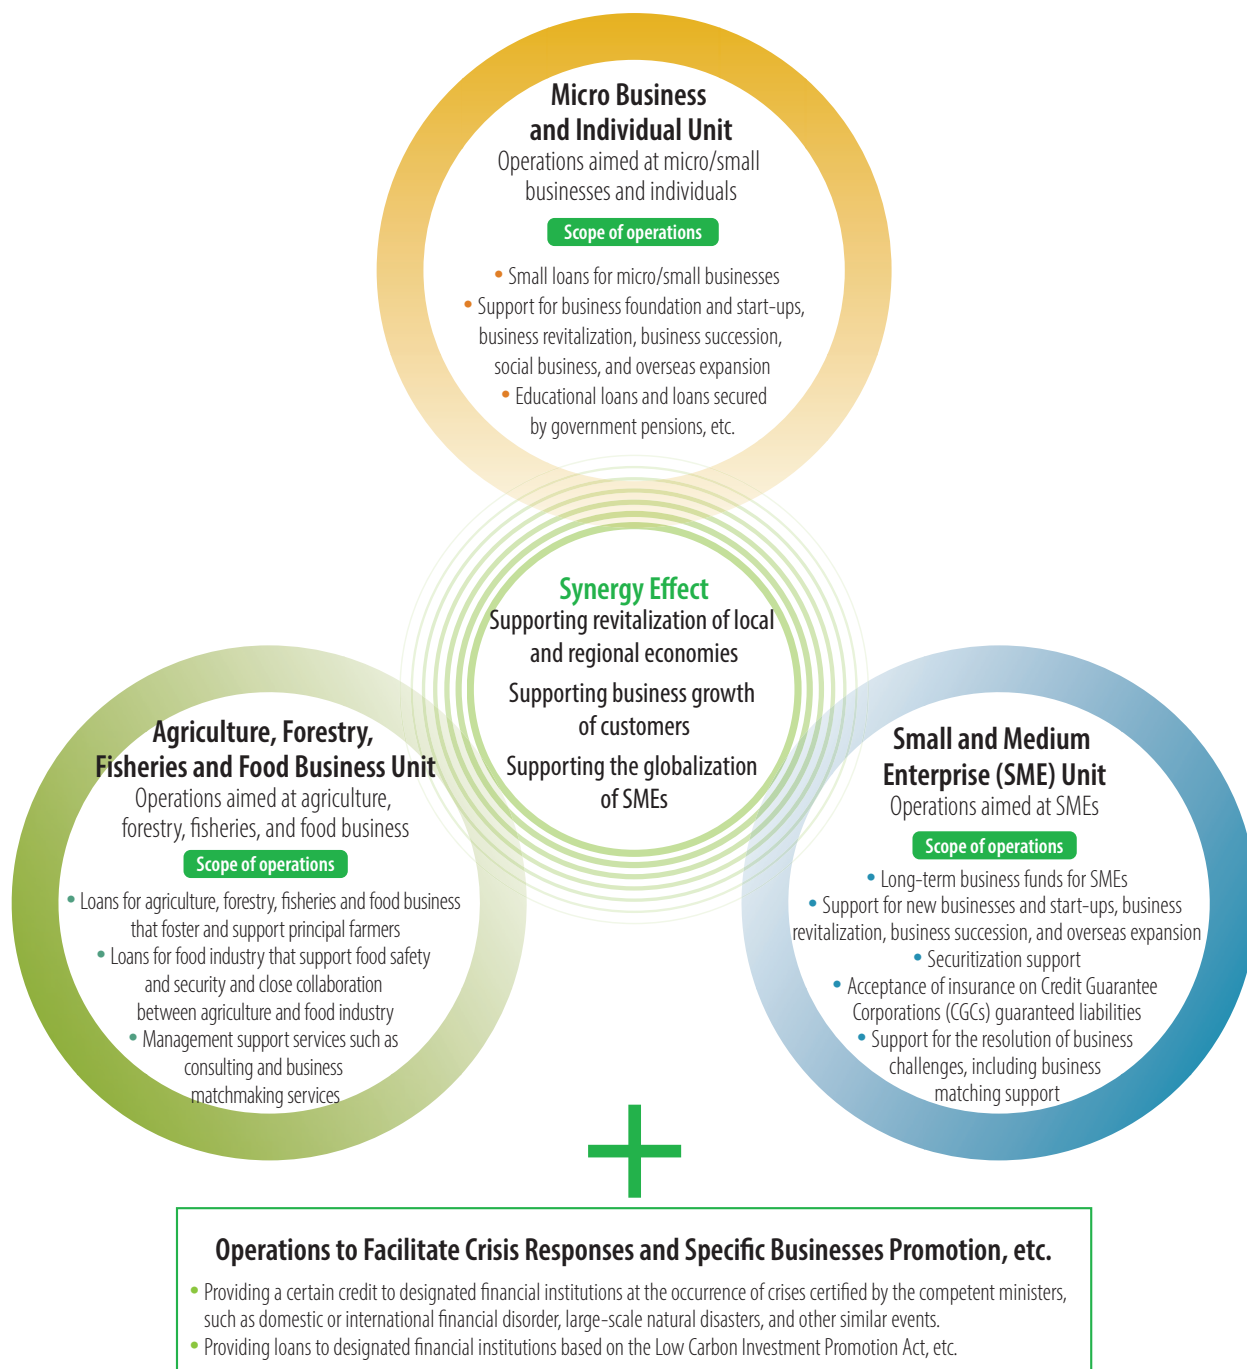 Micro Business
and Individual Unit
Operations aimed at micro/small
businesses and individuals
Scope of operations
• Small loans for micro/small businesses
• Support for business foundation and start-ups,
business revitalization, business succession,
social business, and overseas expansion
• Educational loans and loans secured
by government pensions, etc.
Synergy Effect
Supporting revitalization of local
and regional economies
Supporting business growth
of customers
Supporting the globalization
of SMEs
Agriculture, Forestry,
Fisheries and Food Business Unit
Operations aimed at agriculture,
forestry, fisheries, and food business
Scope of operations
• Loans for agriculture, forestry, fisheries and food business
that foster and support principal farmers
• Loans for food industry that support food safety
and security and close collaboration
between agriculture and food industry
• Management support services such as
consulting and business
matchmaking services
Small and Medium
Enterprise (SME) Unit
Operations aimed at SMEs
Scope of operations
• Long-term business funds for SMEs
• Support for new businesses and start-ups, business
revitalization, business succession, and overseas expansion
• Securitization support
• Acceptance of insurance on Credit Guarantee
Corporations (CGCs) guaranteed liabilities
• Support for the resolution of business
challenges, including business
matching support
+
Operations to Facilitate Crisis Responses and Specific Businesses Promotion, etc.
• Providing a certain credit to designated financial institutions at the occurrence of crises certified by the competent ministers,
such as domestic or international financial disorder, large-scale natural disasters, and other similar events.
• Providing loans to designated financial institutions based on the Low Carbon Investment Promotion Act, etc.